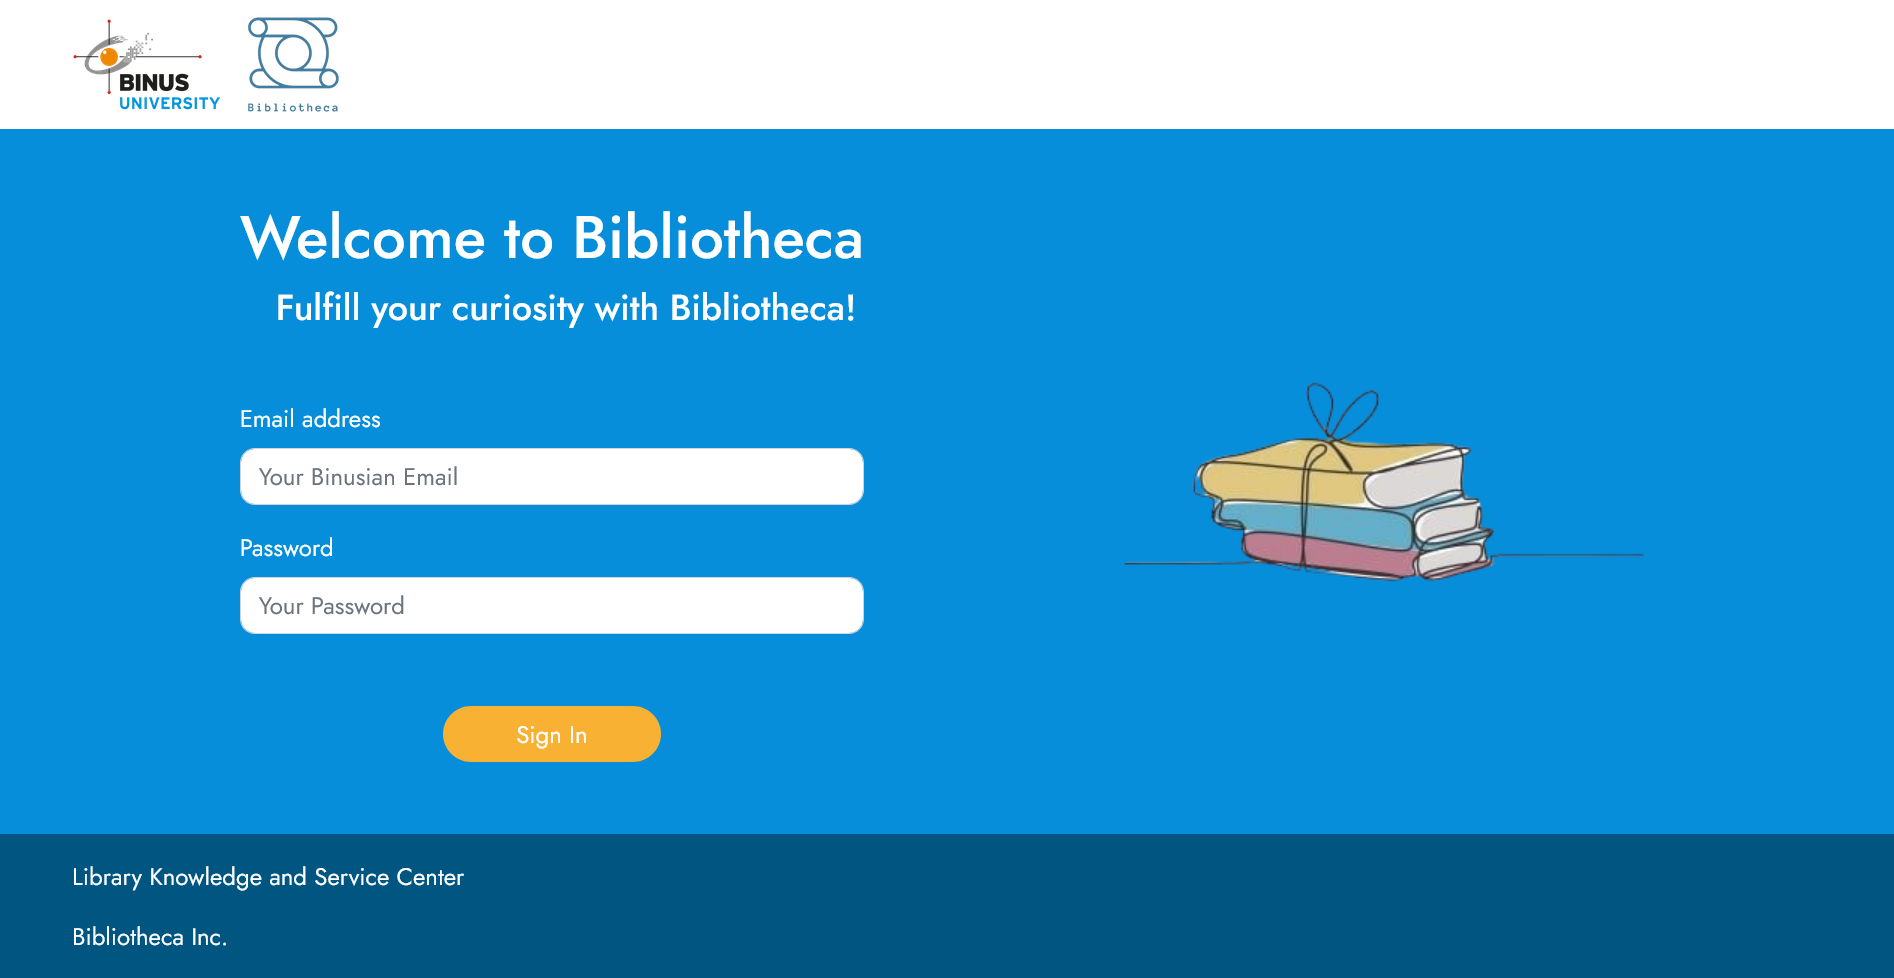 BINUS
UNIVERSITY
Bibliotheca
Welcome to Bibliotheca
Fulfill your curiosity with Bibliotheca!
Email address
Your Binusian Email
Password
Your Password
Sign In
Library Knowledge and Service Center
Bibliotheca Inc.